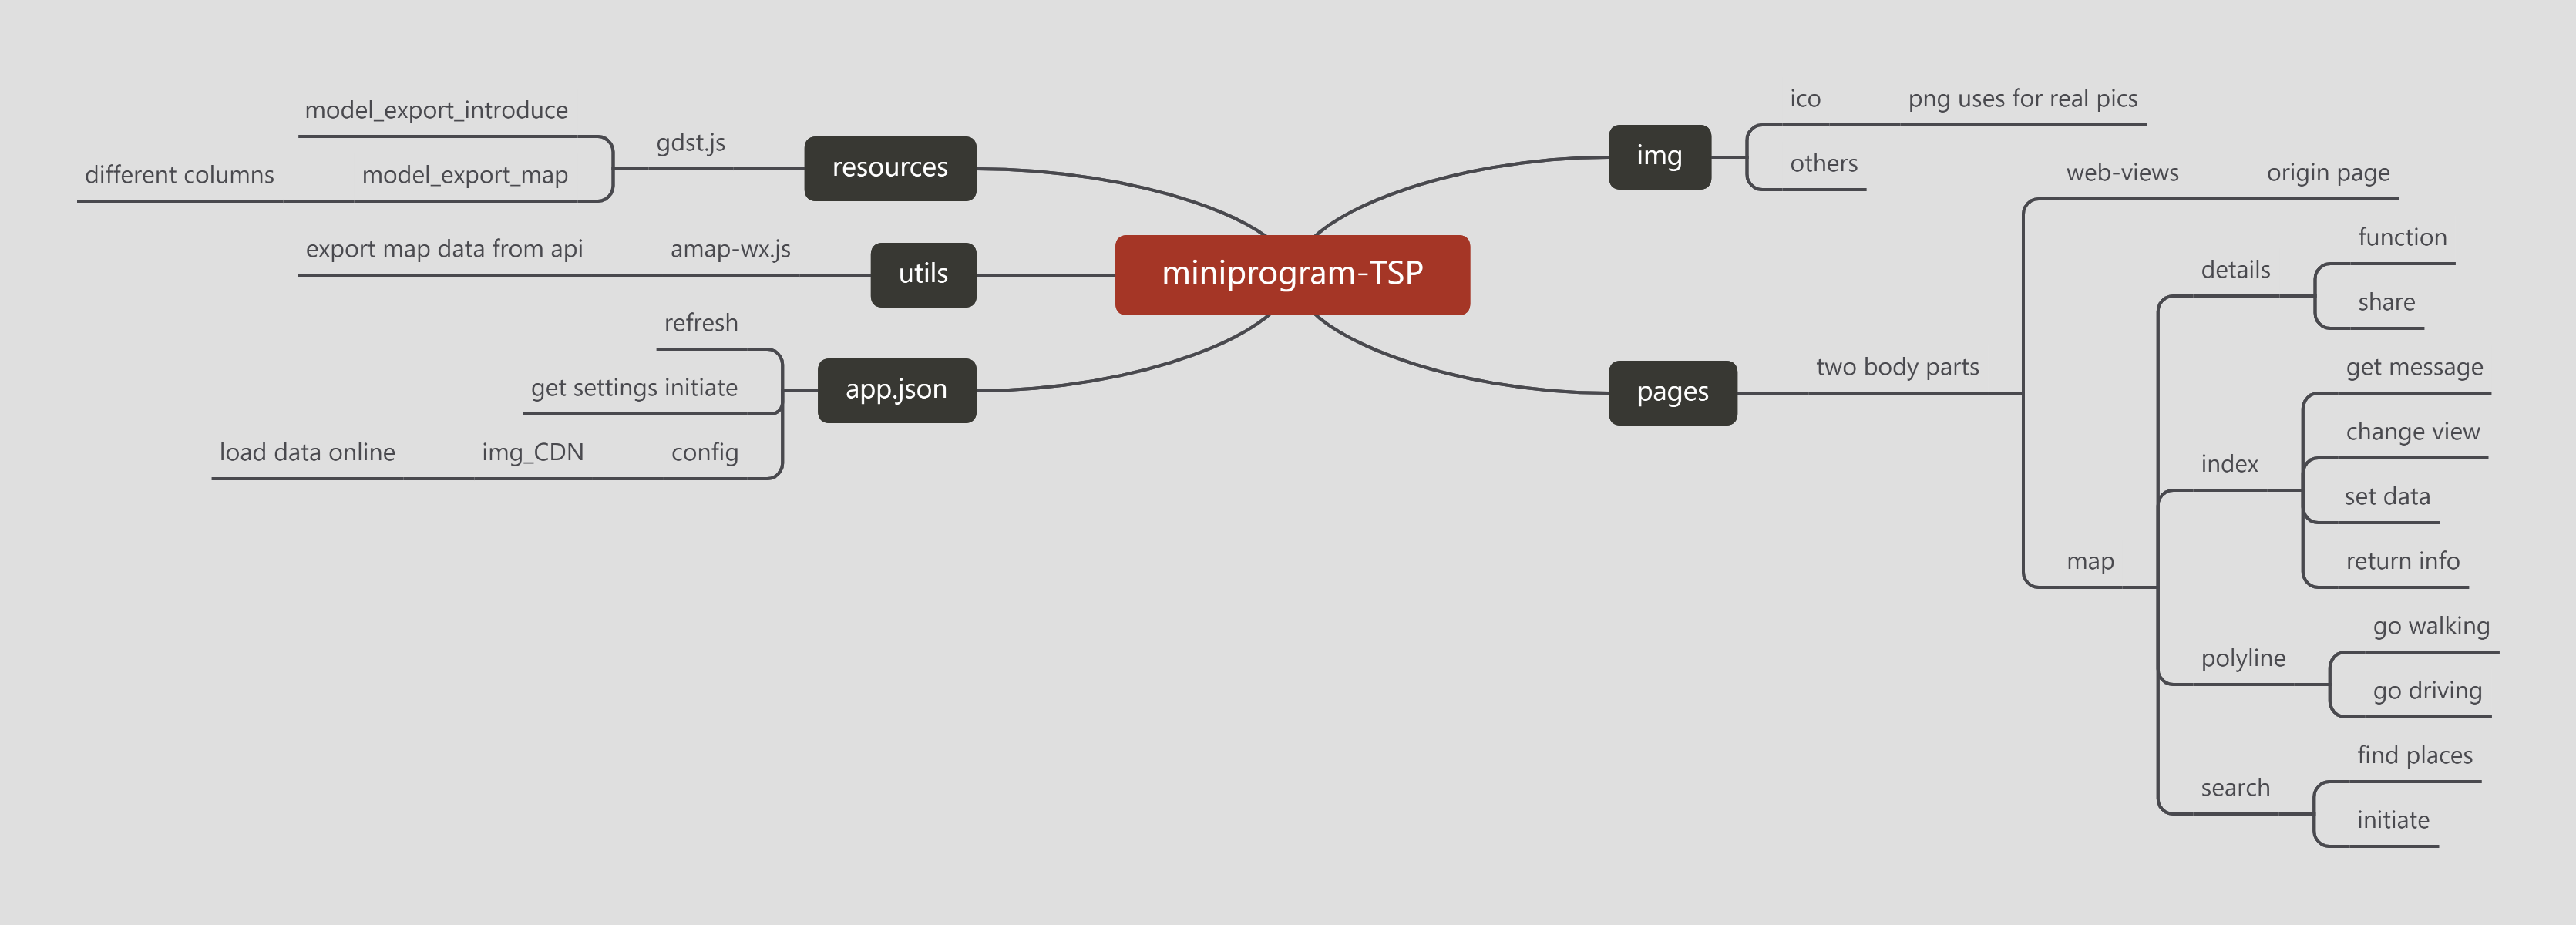 miniprogram-TSP
img
ico
png uses for real pics
others
pages
two body parts
web-views
origin page
map
details
function
share
index
get message
change view
set data
return info
polyline
go walking
go driving
search
find places
initiate
resources
gdst.js
model_export_introduce
model_export_map
different columns
utils
amap-wx.js
export map data from api
app.json
refresh
get settings initiate
config
img_CDN
load data online